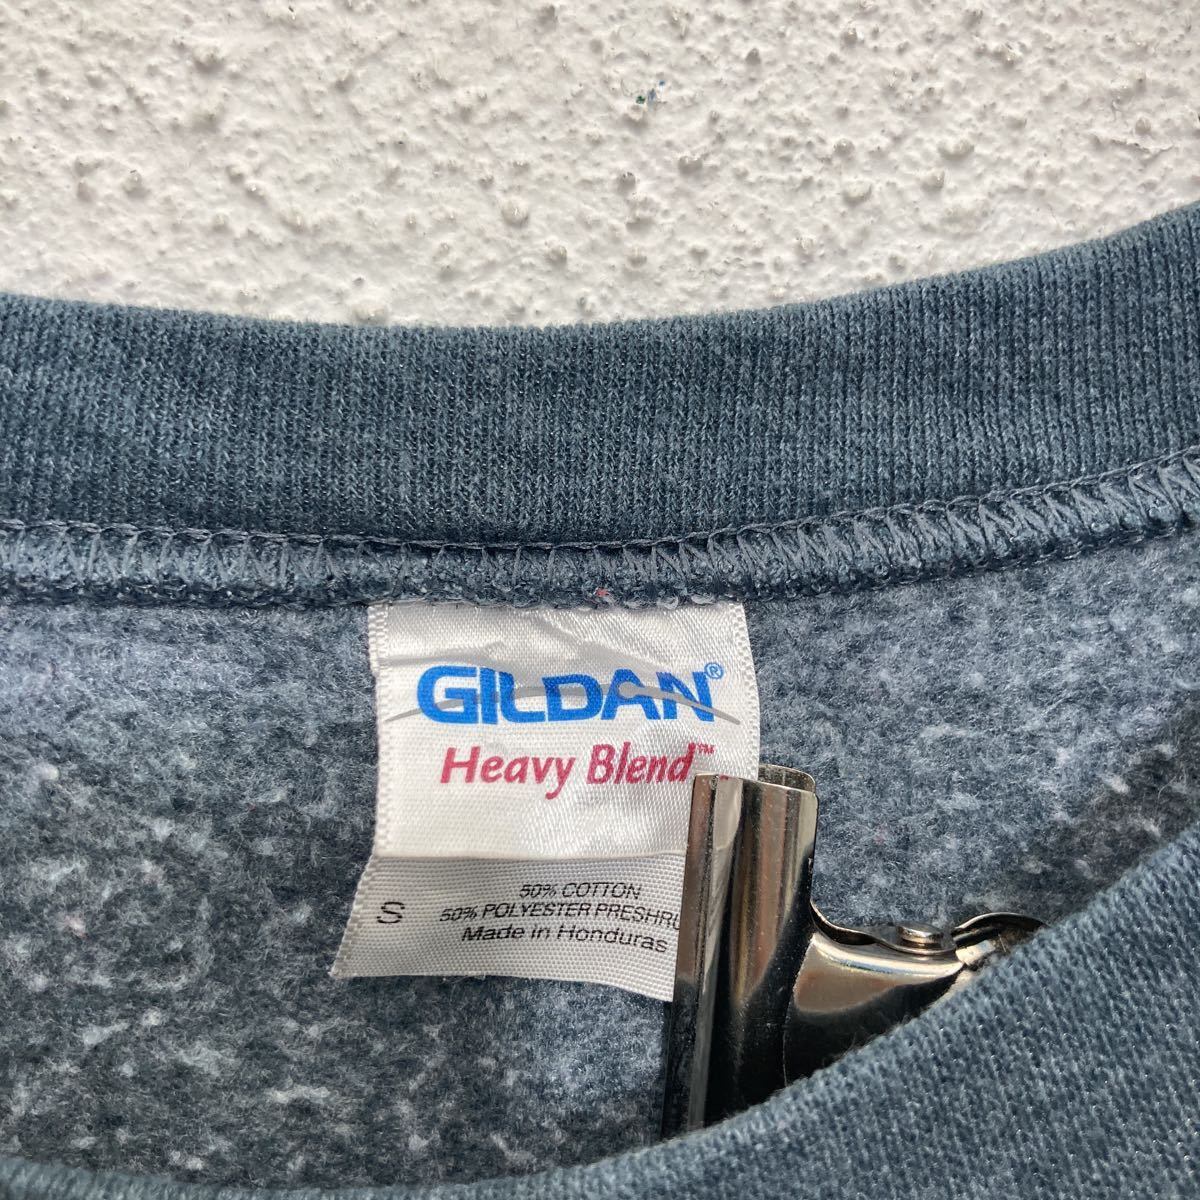 GILDAN®
Heavy Blend™
50% COTTON
S 50% POLYESTER PRESHRU
Made in Honduras